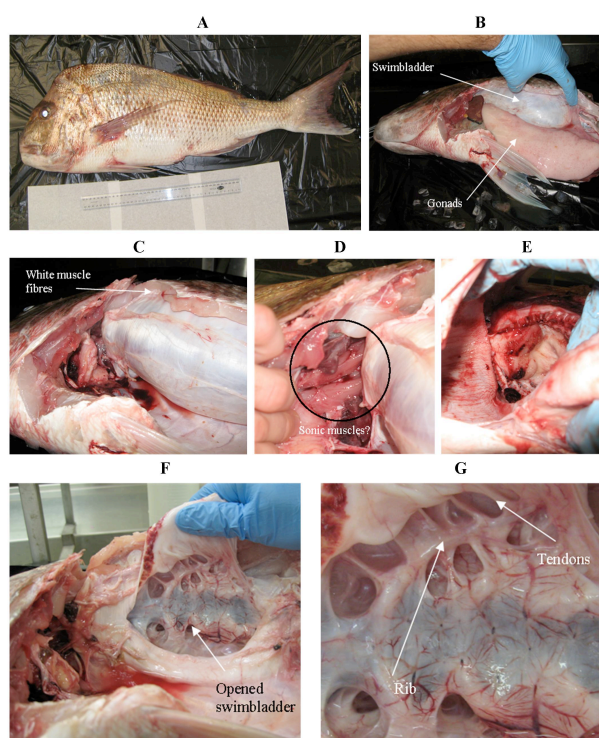 A
B
Swimbladder
Gonads
C
D
E
White muscle
fibres
Sonic muscles?
F
G
Tendons
Rib
Opened
swimbladder